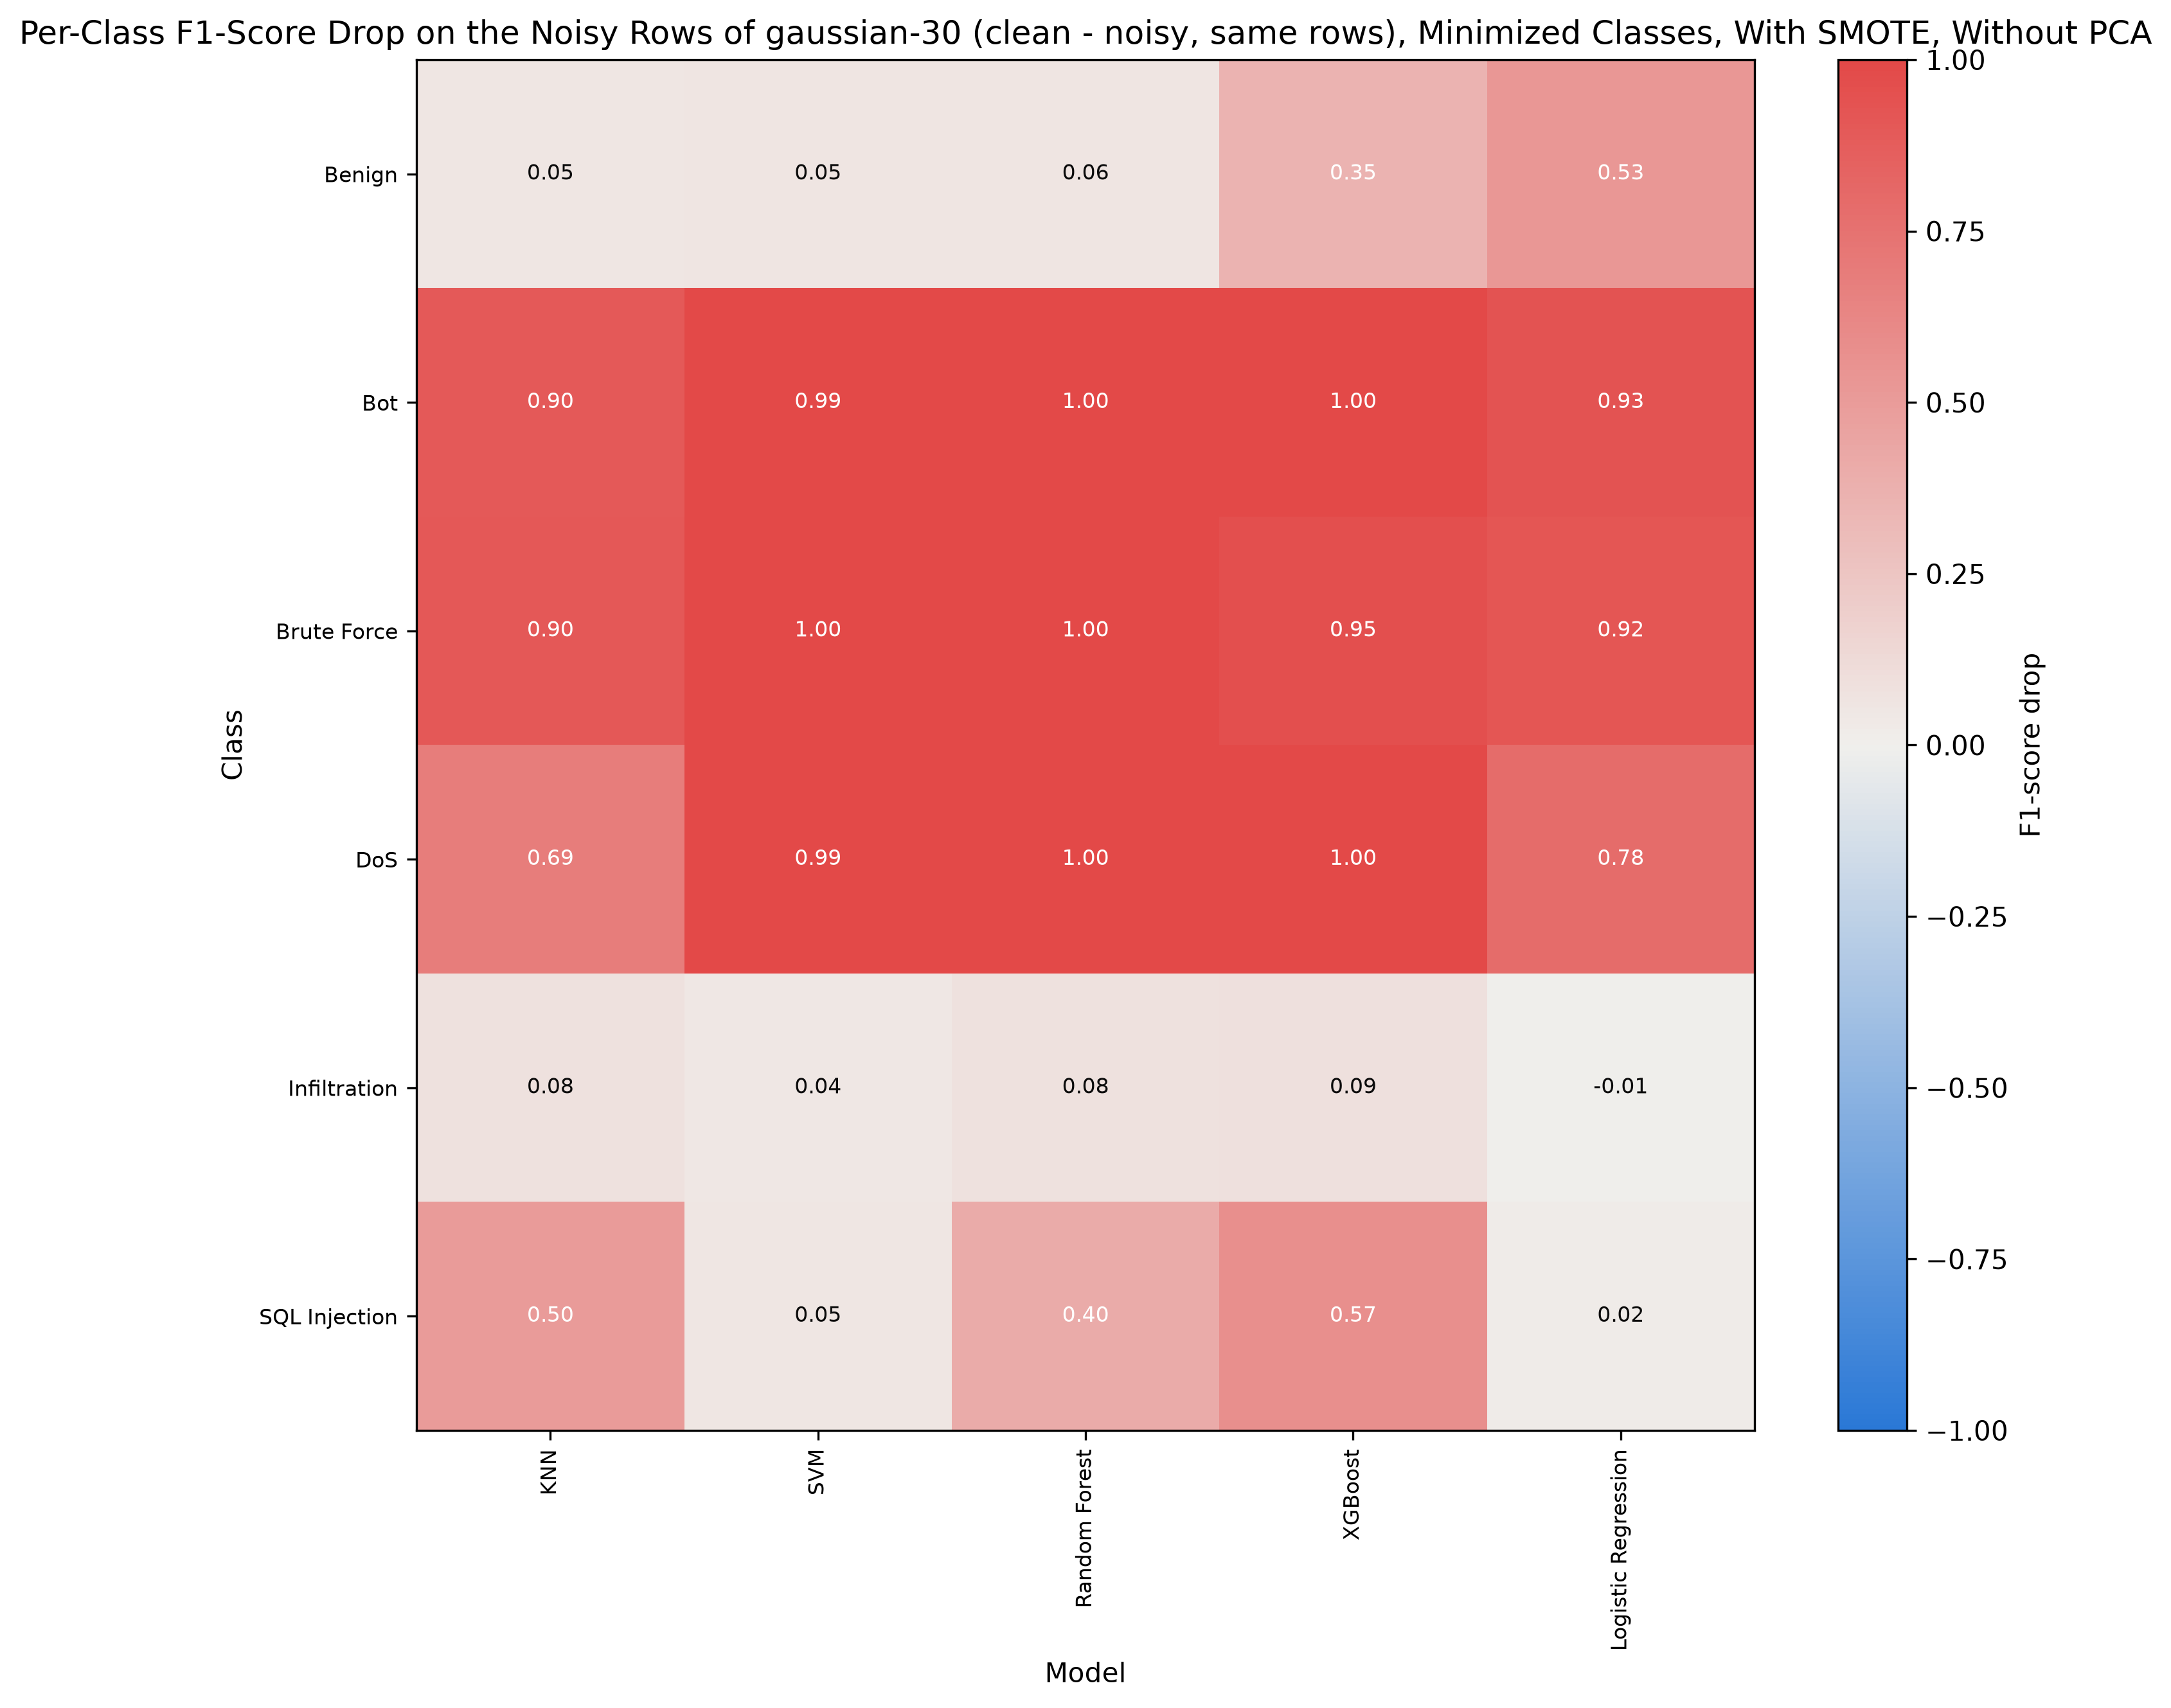 Per-Class F1-Score Drop on the Noisy Rows of gaussian-30 (clean - noisy, same rows), Minimized Classes, With SMOTE, Without PCA
Benign 0.05 0.05 0.06 0.35 0.53
Bot 0.90 0.99 1.00 1.00 0.93
Brute Force 0.90 1.00 1.00 0.95 0.92
DoS 0.69 0.99 1.00 1.00 0.78
Infiltration 0.08 0.04 0.08 0.09 -0.01
SQL Injection 0.50 0.05 0.40 0.57 0.02
Class
KNN
SVM
Random Forest
XGBoost
Logistic Regression
Model
1.00
0.75
0.50
0.25
0.00
−0.25
−0.50
−0.75
−1.00
F1-score drop